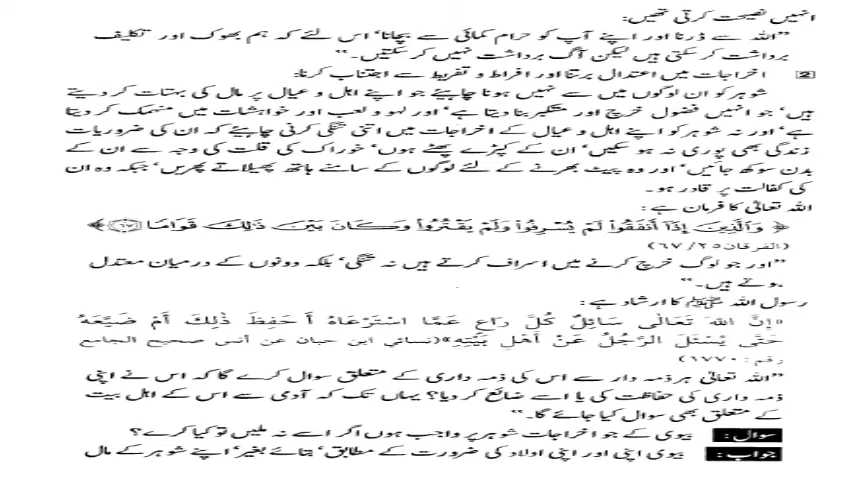 انہیں نصیحت کرتی تھیں:
"اللہ سے ڈرنا اور اپنے آپ کو حرام کمائی سے بچانا' اس لئے کہ ہم بھوک اور تکلیف
برداشت کر سکتی ہیں لیکن آگ برداشت نہیں کر سکتیں۔"
2 اخراجات میں اعتدال برتنا اور افراط و تفریط سے اجتناب کرنا:
شوہر کو ان لوگوں میں سے نہیں ہونا چاہیئے جو اپنے اہل و عیال پر مال کی بہتات کر دیتے
ہیں' جو انہیں فضول خرچ اور متکبر بنا دیتا ہے' اور لہو و لعب اور خواہشات میں منہمک کر دیتا
ہے' اور نہ شوہر کو اپنے اہل و عیال کے اخراجات میں اتنی تنگی کرنی چاہیئے کہ ان کی ضروریات
زندگی بھی پوری نہ ہو سکیں' ان کے کپڑے پھٹے ہوں' خوراک کی قلت کی وجہ سے ان کے
بدن سوکھ جائیں' اور وہ پیٹ بھرنے کے لئے لوگوں کے سامنے ہاتھ پھیلاتے پھریں' جبکہ وہ ان
کی کفالت پر قادر ہو۔
اللہ تعالیٰ کا فرمان ہے:
﴿ وَالَّذِينَ إِذَا أَنفَقُوا لَمْ يُسْرِفُوا وَلَمْ يَقْتُرُوا وَكَانَ بَيْنَ ذَٰلِكَ قَوَامًا ۝٦٧ ﴾
(الفرقان ٢٥/ ٦٧)
"اور جو لوگ خرچ کرنے میں اسراف کرتے ہیں نہ تنگی' بلکہ دونوں کے درمیان معتدل
ہوتے ہیں۔"
رسول اللہ ﷺ کا ارشاد ہے:
«إِنَّ اللهَ تَعَالَى سَائِلٌ كُلَّ رَاعٍ عَمَّا اسْتَرْعَاهُ أَحَفِظَ ذٰلِكَ أَمْ ضَيَّعَهُ
حَتَّى يُسْئَلَ الرَّجُلُ عَنْ أَهْلِ بَيْتِهِ»(نسائي ابن حبان عن أنس صحيح الجامع
رقم: ١٧٧٠)
"اللہ تعالیٰ ہر ذمہ دار سے اس کی ذمہ داری کے متعلق سوال کرے گا کہ اس نے اپنی
ذمہ داری کی حفاظت کی یا اسے ضائع کر دیا؟ یہاں تک کہ آدمی سے اس کے اہل بیت
کے متعلق بھی سوال کیا جائے گا۔"
سوال: بیوی کے جو اخراجات شوہر پر واجب ہوں اگر اسے نہ ملیں تو کیا کرے؟
جواب: بیوی اپنی اور اپنی اولاد کی ضرورت کے مطابق' بتائے بغیر' اپنے شوہر کے مال